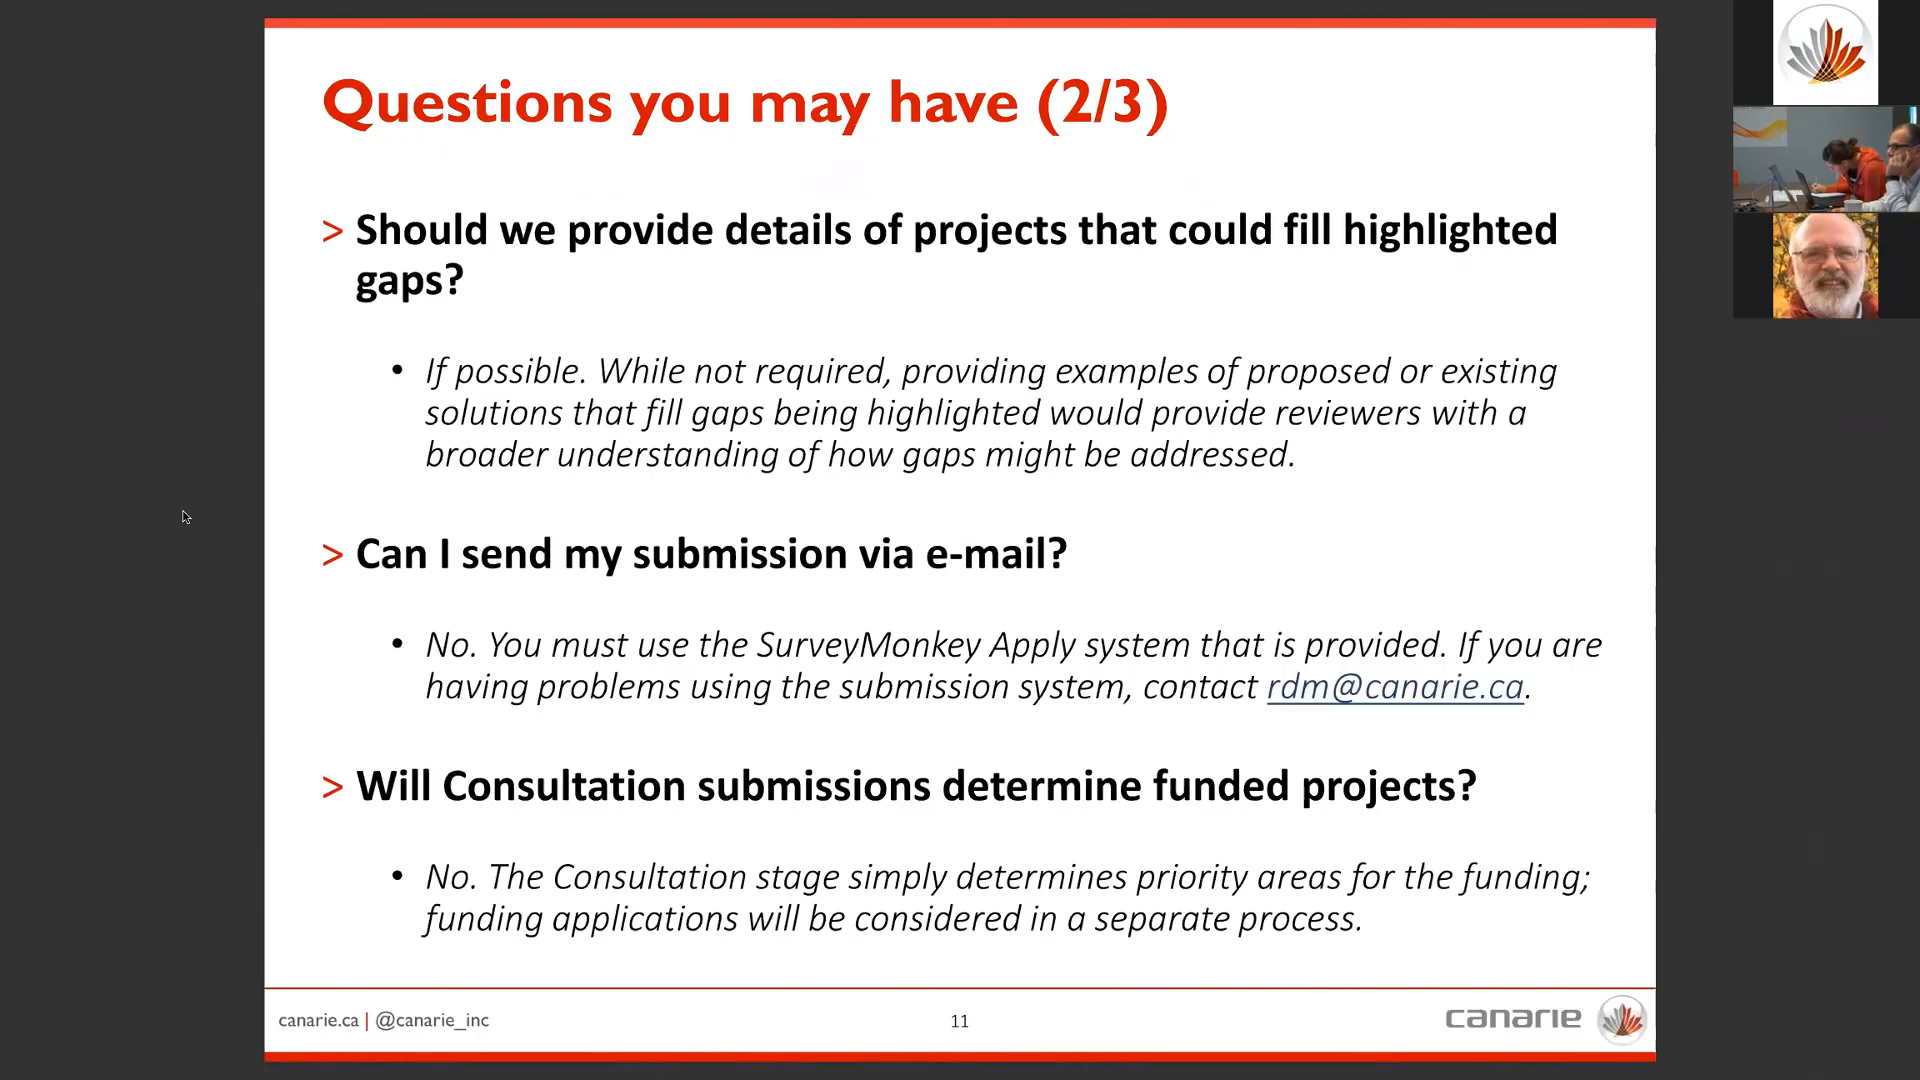 Questions you may have (2/3)
> Should we provide details of projects that could fill highlighted
gaps?
• If possible. While not required, providing examples of proposed or existing
solutions that fill gaps being highlighted would provide reviewers with a
broader understanding of how gaps might be addressed.
> Can I send my submission via e-mail?
• No. You must use the SurveyMonkey Apply system that is provided. If you are
having problems using the submission system, contact rdm@canarie.ca.
> Will Consultation submissions determine funded projects?
• No. The Consultation stage simply determines priority areas for the funding;
funding applications will be considered in a separate process.
canarie.ca | @canarie_inc
11
canarie